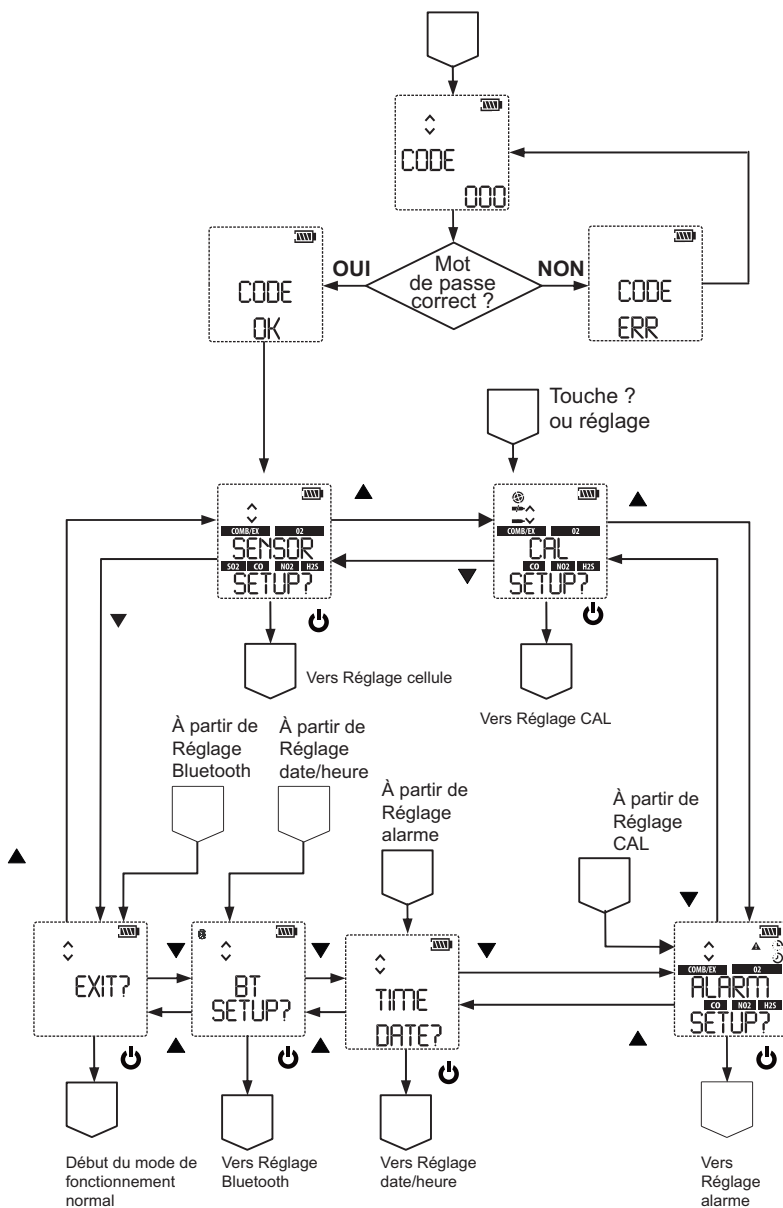 CODE
000
OUI
Mot
de passe
correct ?
NON
CODE
OK
CODE
ERR
Touche ?
ou réglage
COMB/EX O2
SENSOR
SO2 CO NO2 H2S
SETUP?
COMB/EX O2
CAL
CO NO2 H2S
SETUP?
Vers Réglage cellule
Vers Réglage CAL
À partir de
Réglage
Bluetooth
À partir de
Réglage
date/heure
À partir de
Réglage
alarme
À partir de
Réglage
CAL
EXIT?
BT
SETUP?
TIME
DATE?
COMB/EX O2
ALARM
CO NO2 H2S
SETUP?
Début du mode de
fonctionnement
normal
Vers Réglage
Bluetooth
Vers Réglage
date/heure
Vers
Réglage
alarme